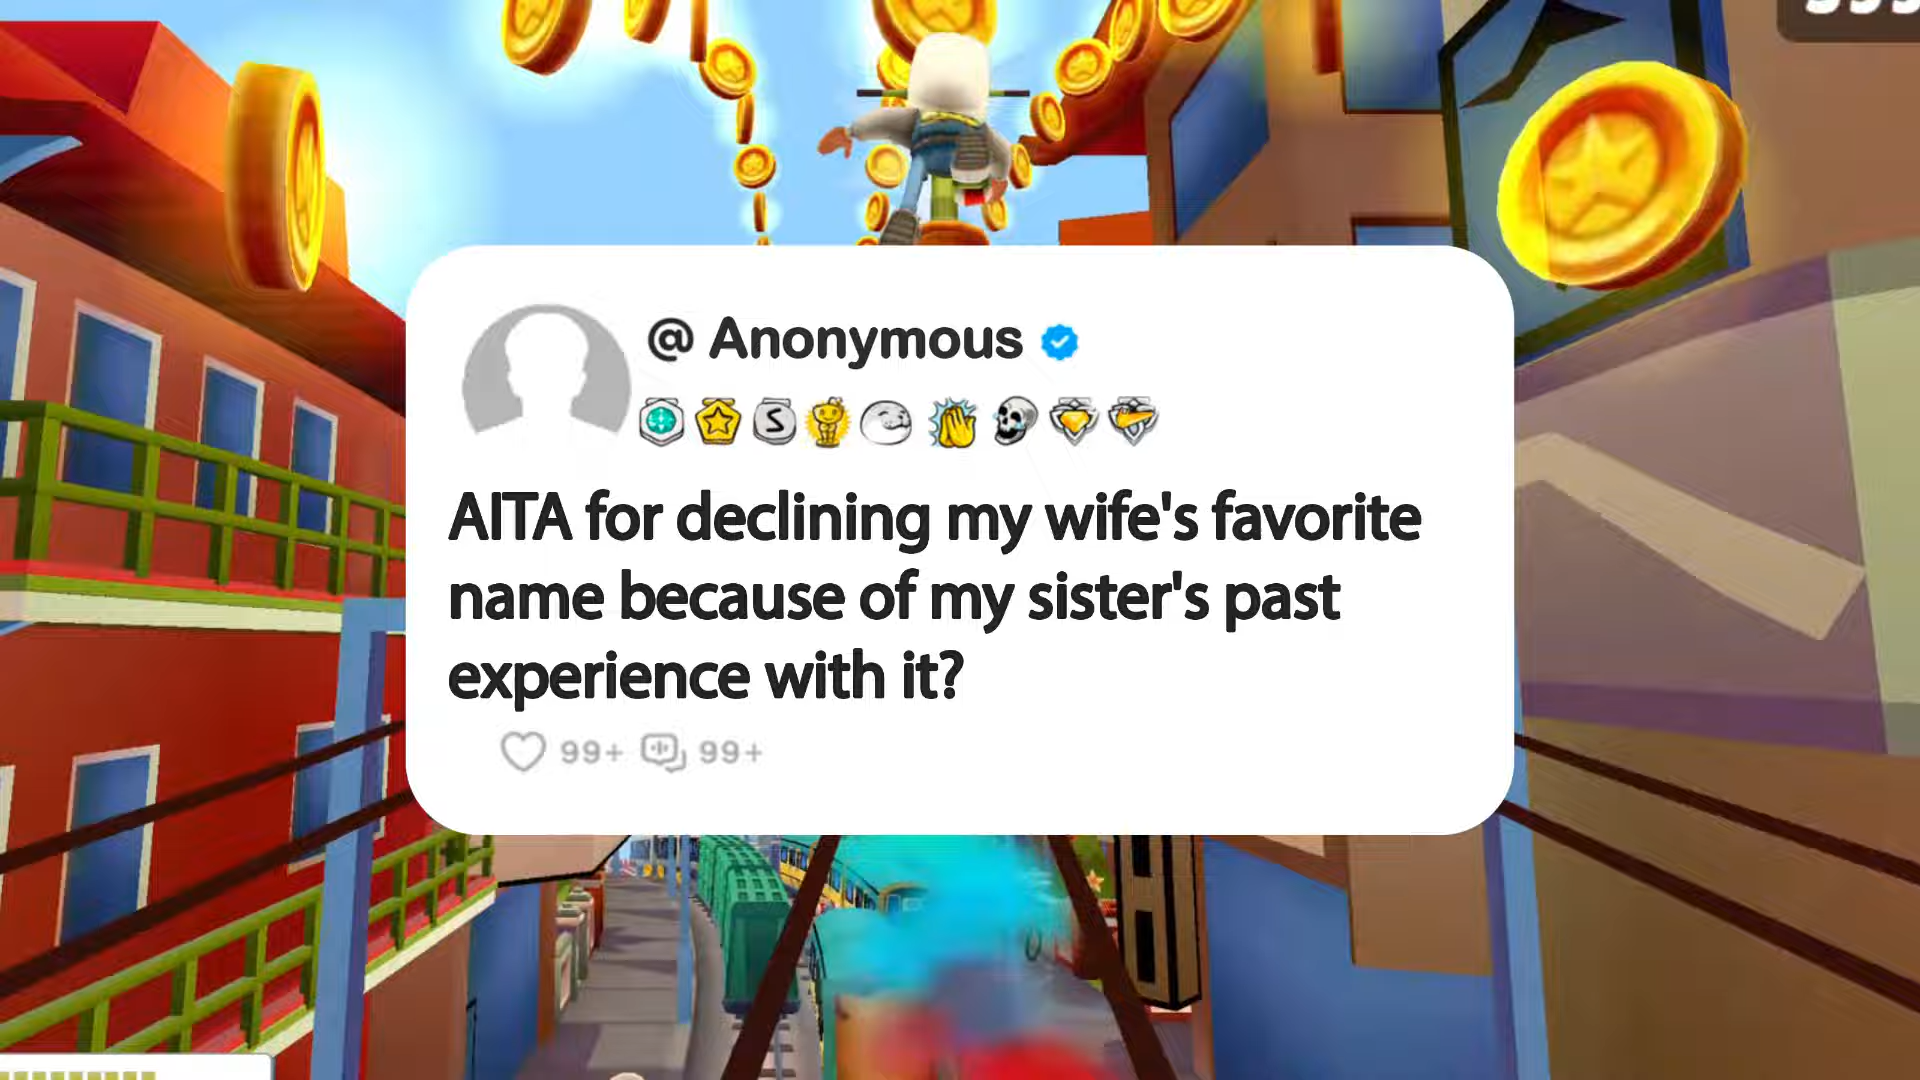 @ Anonymous
AITA for declining my wife's favorite
name because of my sister's past
experience with it?
99+ 99+